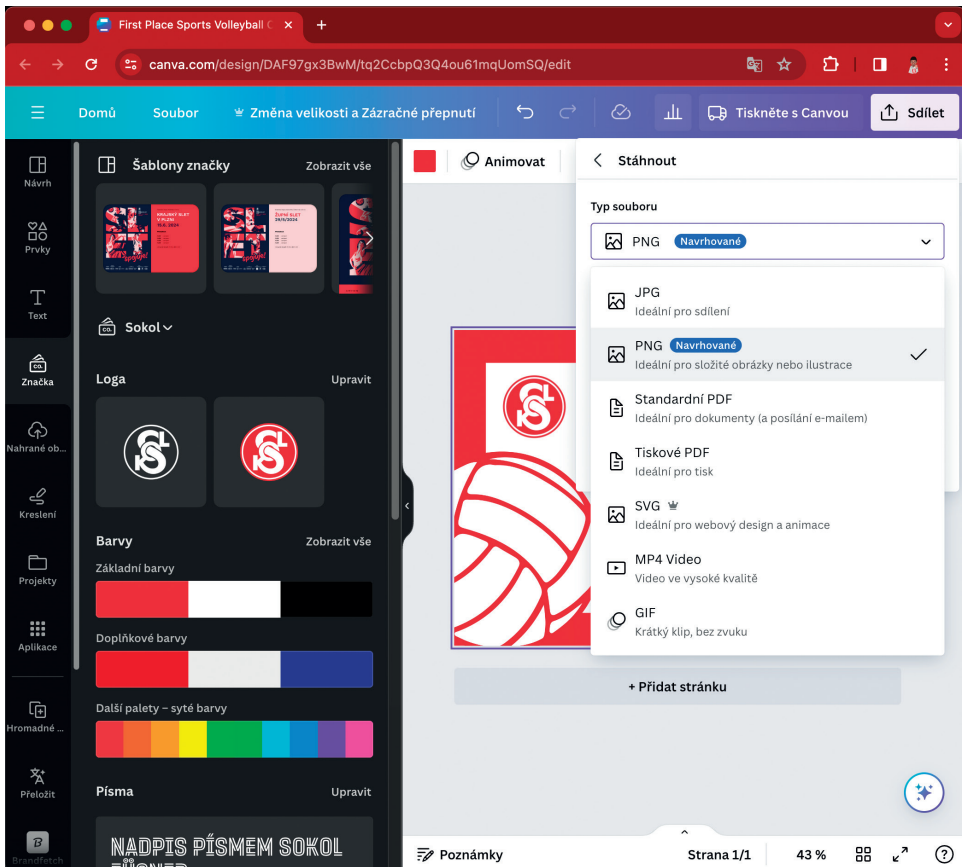 First Place Sports Volleyball C
canva.com/design/DAF97gx3BwM/tq2CcbpQ3Q4ou61mqUomSQ/edit
Domů Soubor Změna velikosti a Zázračné přepnutí Tiskněte s Canvou Sdílet
Návrh
Prvky
Text
Značka
Nahrané ob...
Kreslení
Projekty
Aplikace
Hromadné ...
Přeložit
Brandfetch
Šablony značky Zobrazit vše
KRAJSKÝ SLET
V PLZNI
ŽUPNÍ SLET
Sokol
Loga Upravit
Barvy Zobrazit vše
Základní barvy
Doplňkové barvy
Další palety – syté barvy
Písma Upravit
NADPIS PÍSMEM SOKOL
Animovat
Stáhnout
Typ souboru
PNG Navrhované
JPG
Ideální pro sdílení
PNG Navrhované
Ideální pro složité obrázky nebo ilustrace
Standardní PDF
Ideální pro dokumenty (a posílání e-mailem)
Tiskové PDF
Ideální pro tisk
SVG
Ideální pro webový design a animace
MP4 Video
Video ve vysoké kvalitě
GIF
Krátký klip, bez zvuku
+ Přidat stránku
Poznámky Strana 1/1 43 %